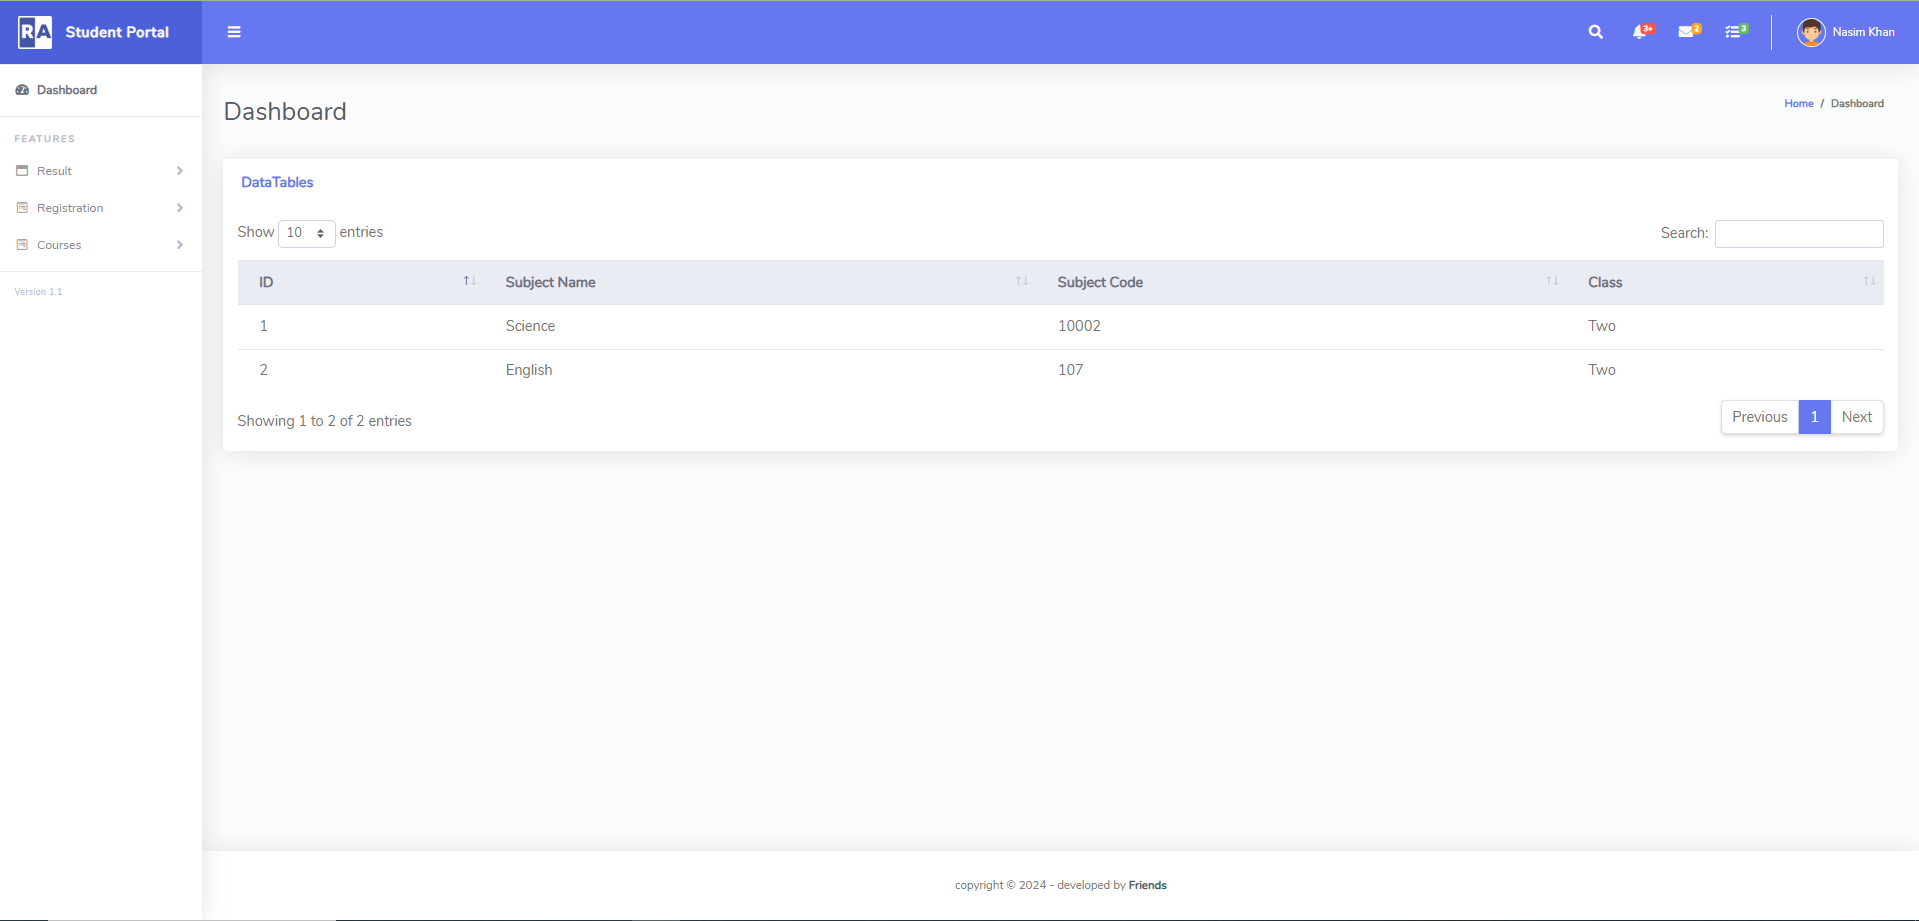 RA Student Portal
3+ 2 3 Nasim Khan
Dashboard
FEATURES
Result
Registration
Courses
Version 1.1
Dashboard
Home / Dashboard
DataTables
Show 10 entries
Search:
ID Subject Name Subject Code Class
1 Science 10002 Two
2 English 107 Two
Showing 1 to 2 of 2 entries
Previous 1 Next
copyright © 2024 - developed by Friends